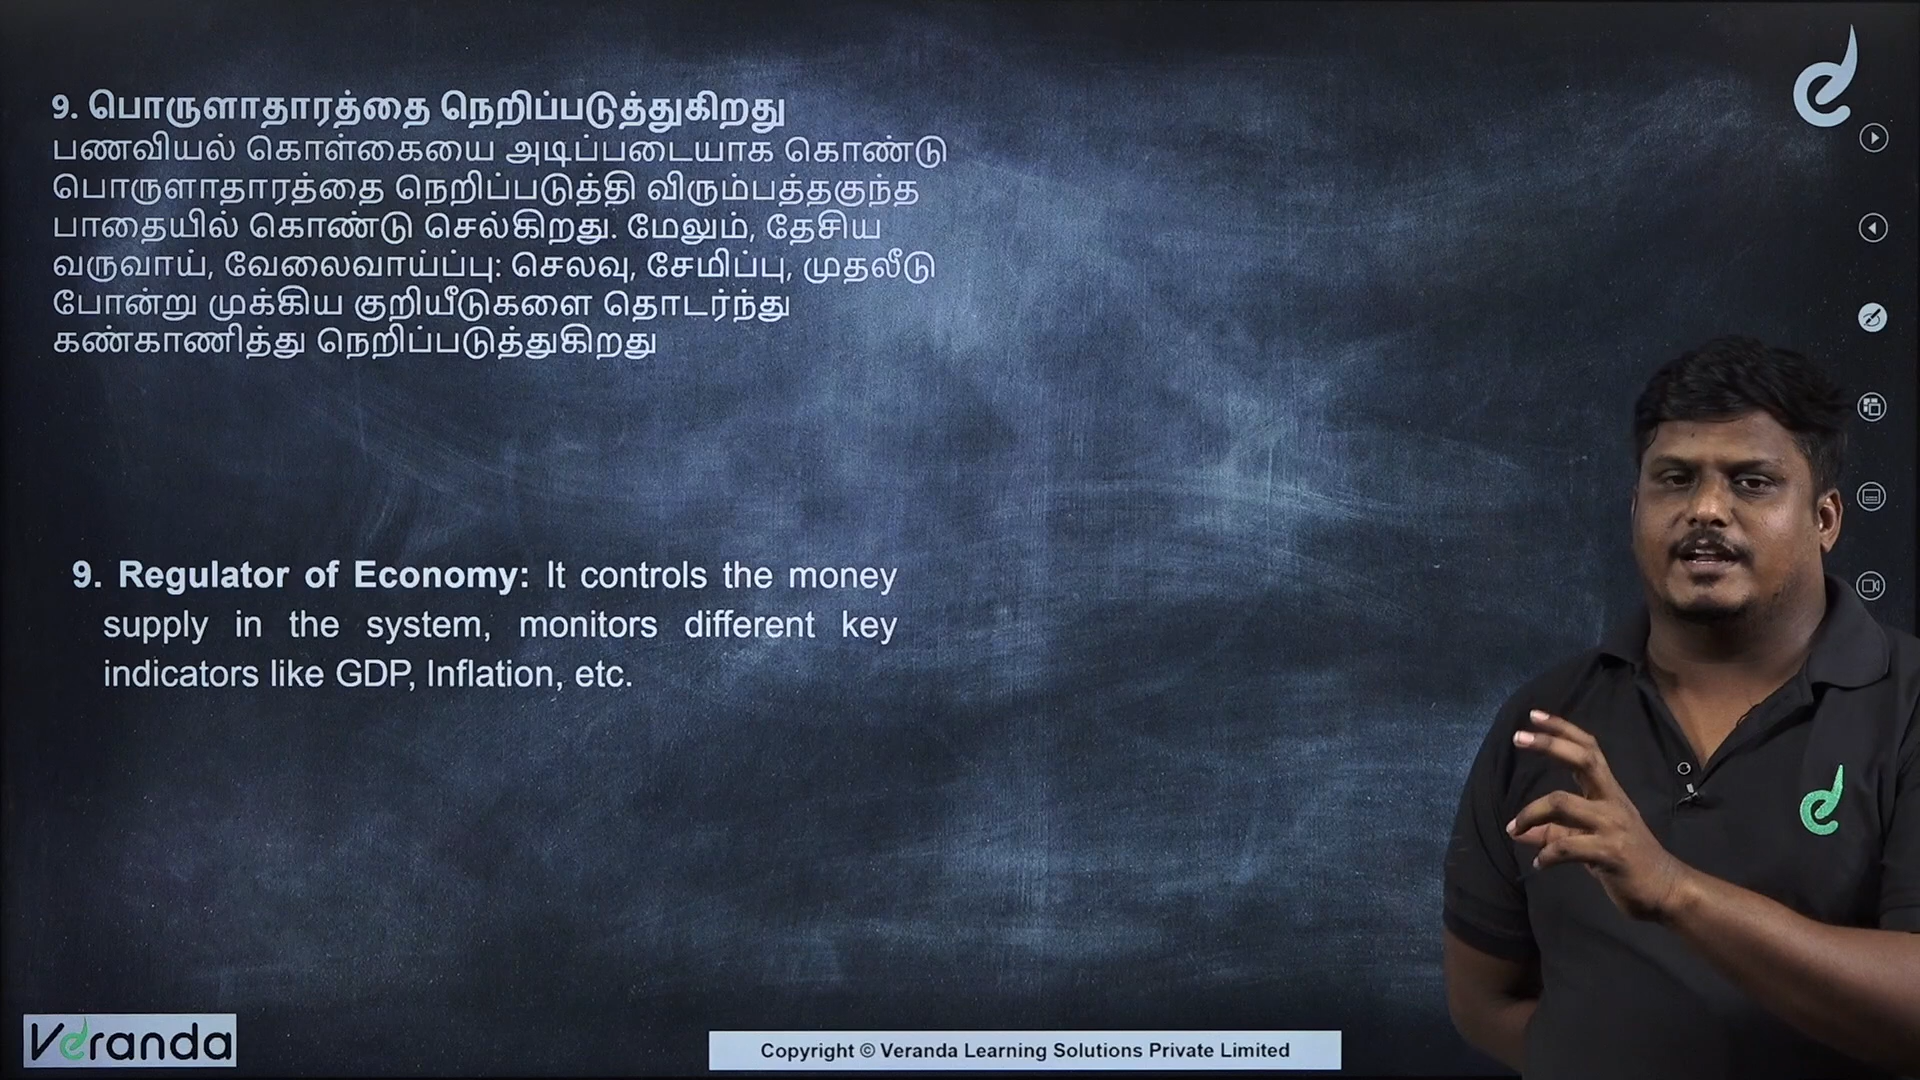 9. பொருளாதாரத்தை நெறிப்படுத்துகிறது
பணவியல் கொள்கையை அடிப்படையாக கொண்டு
பொருளாதாரத்தை நெறிப்படுத்தி விரும்பத்தகுந்த
பாதையில் கொண்டு செல்கிறது. மேலும், தேசிய
வருவாய், வேலைவாய்ப்பு: செலவு, சேமிப்பு, முதலீடு
போன்று முக்கிய குறியீடுகளை தொடர்ந்து
கண்காணித்து நெறிப்படுத்துகிறது
9. Regulator of Economy: It controls the money
supply in the system, monitors different key
indicators like GDP, Inflation, etc.
Veranda
Copyright © Veranda Learning Solutions Private Limited